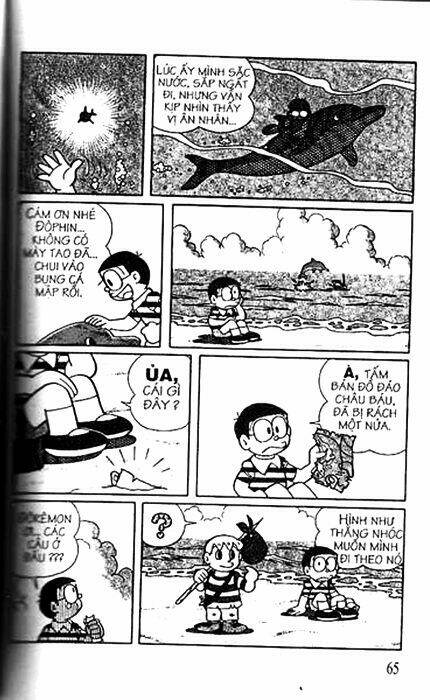 LÚC ẤY MÌNH SẶC
NƯỚC, SẮP NGẤT
ĐI, NHƯNG VẪN
KỊP NHÌN THẤY
VỊ ÂN NHÂN...
CÁM ƠN NHÉ
ĐÔPHIN...
KHÔNG CÓ
MÀY TAO ĐÃ...
CHUI VÀO
BỤNG CÁ
MẬP RỒI.
ỦA,
CÁI GÌ
ĐÂY ?
À, TẤM
BẢN ĐỒ ĐẢO
CHÂU BÁU,
ĐÃ BỊ RÁCH
MỘT NỬA.
ĐÔRÊMON
ƠI... CÁC
CẬU Ở
ĐÂU ???
?
HÌNH NHƯ
THẰNG NHÓC
MUỐN MÌNH
ĐI THEO NÓ
65